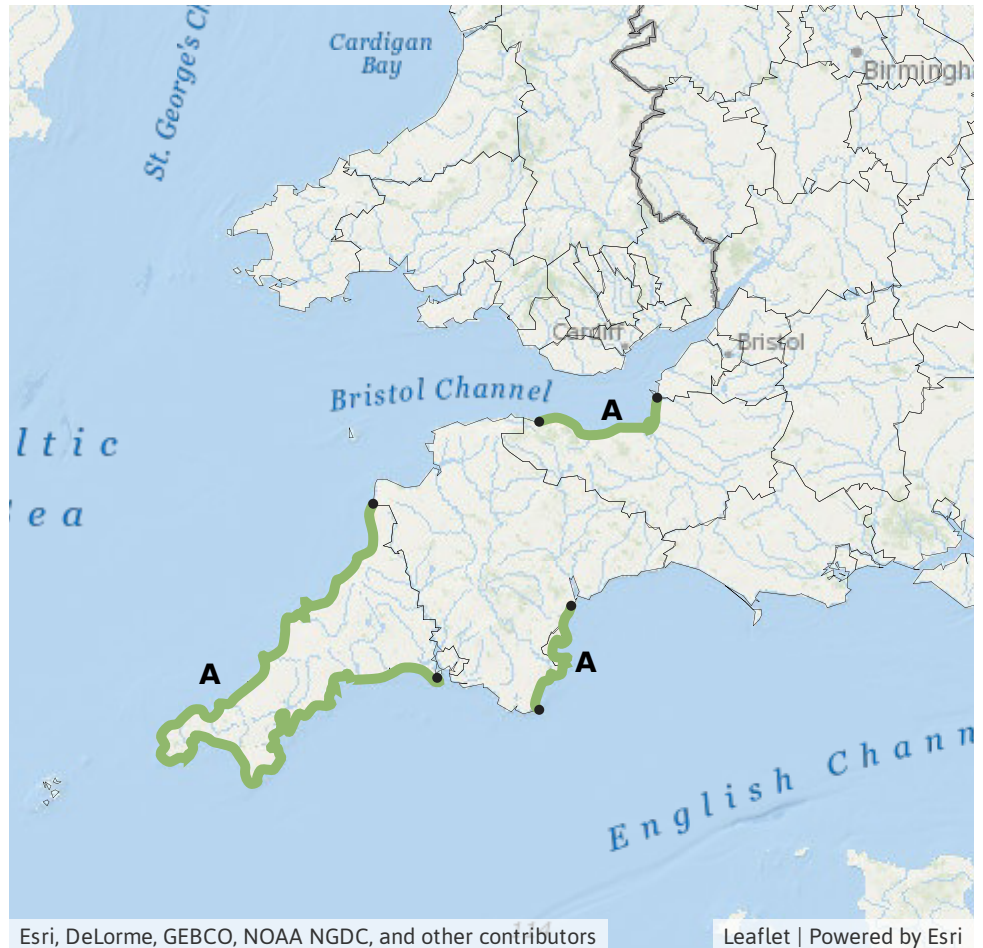 Cardigan
Bay
St. George's
Birmingh
Cardiff
Bristol
Bristol Channel
A
ltic
ea
A
A
English Chann
Esri, DeLorme, GEBCO, NOAA NGDC, and other contributors
Leaflet | Powered by Esri